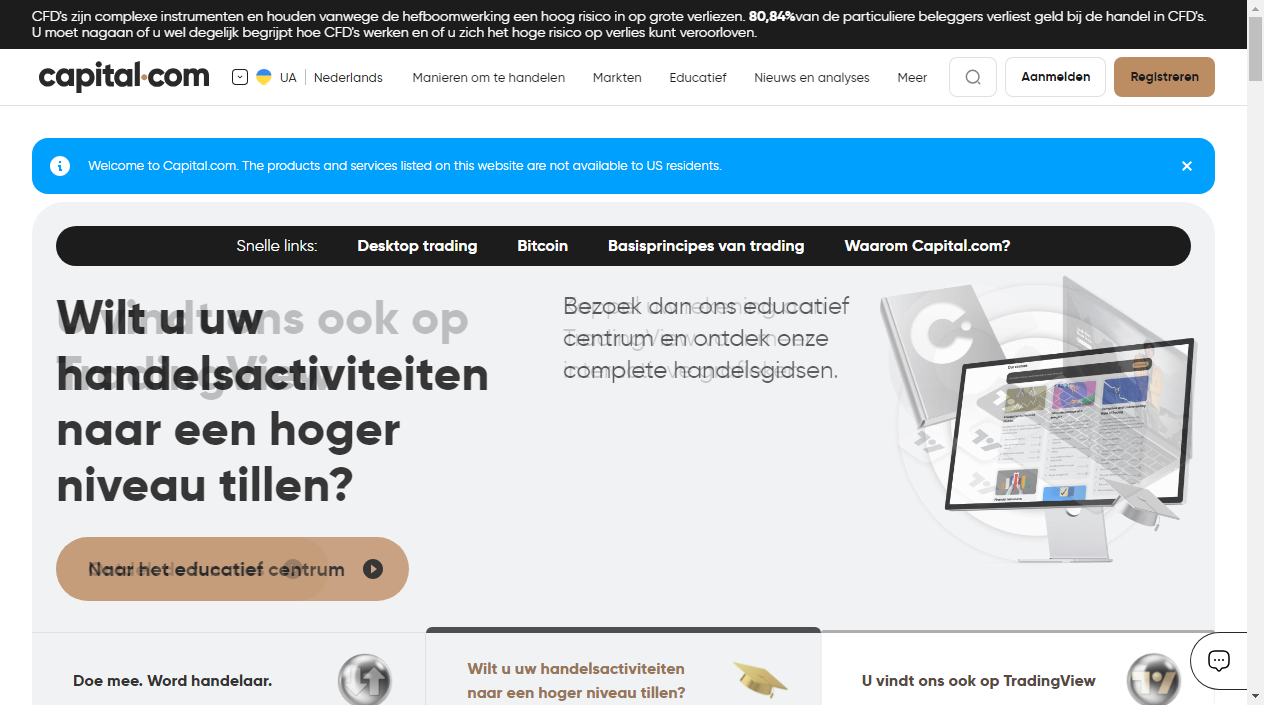 CFD's zijn complexe instrumenten en houden vanwege de hefboomwerking een hoog risico in op grote verliezen. 80,84%van de particuliere beleggers verliest geld bij de handel in CFD's.
U moet nagaan of u wel degelijk begrijpt hoe CFD's werken en of u zich het hoge risico op verlies kunt veroorloven.
capital.com UA Nederlands Manieren om te handelen Markten Educatief Nieuws en analyses Meer Aanmelden Registreren
Welcome to Capital.com. The products and services listed on this website are not available to US residents.
Snelle links: Desktop trading Bitcoin Basisprincipes van trading Waarom Capital.com?
Wilt u uw
handelsactiviteiten
naar een hoger
niveau tillen?
U vindt ons ook op
TradingView
Bezoek dan ons educatief
centrum en ontdek onze
complete handelsgidsen.
Naar het educatief centrum
Doe mee. Word handelaar.
Wilt u uw handelsactiviteiten
naar een hoger niveau tillen?
U vindt ons ook op TradingView